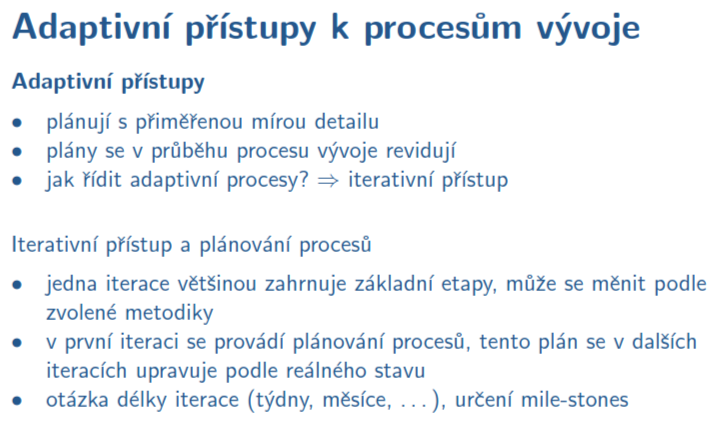 Adaptivní přístupy k procesům vývoje
Adaptivní přístupy
• plánují s přiměřenou mírou detailu
• plány se v průběhu procesu vývoje revidují
• jak řídit adaptivní procesy? ⇒ iterativní přístup
Iterativní přístup a plánování procesů
• jedna iterace většinou zahrnuje základní etapy, může se měnit podle
zvolené metodiky
• v první iteraci se provádí plánování procesů, tento plán se v dalších
iteracích upravuje podle reálného stavu
• otázka délky iterace (týdny, měsíce, ...), určení mile-stones